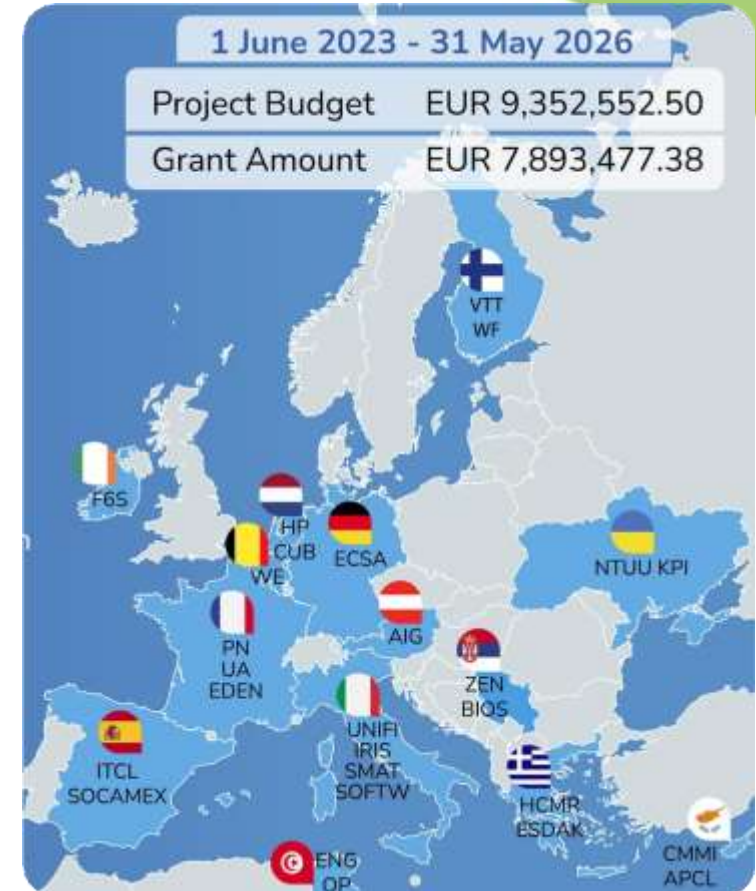 1 June 2023 - 31 May 2026
Project Budget EUR 9,352,552.50
Grant Amount EUR 7,893,477.38
VTT
WF
F6S
HP
CUB
WE
ECSA
NTUU KPI
PN
UA
EDEN
AIG
ZEN
BIOS
UNIFI
IRIS
SMAT
SOFTW
ITCL
SOCAMEX
HCMR
ESDAK
CMMI
APCL
ENG
OP